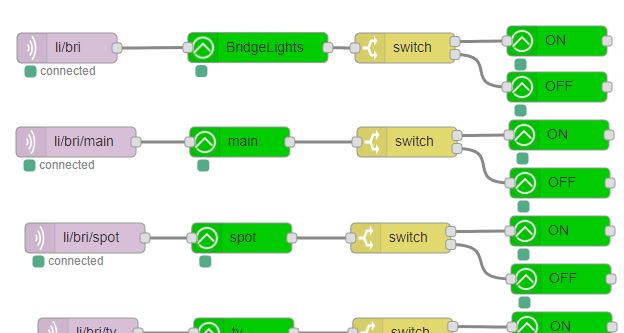 li/bri BridgeLights switch ON
connected
OFF
li/bri/main main switch ON
connected
OFF
li/bri/spot spot switch ON
connected
OFF
li/bri/tv tv switch ON